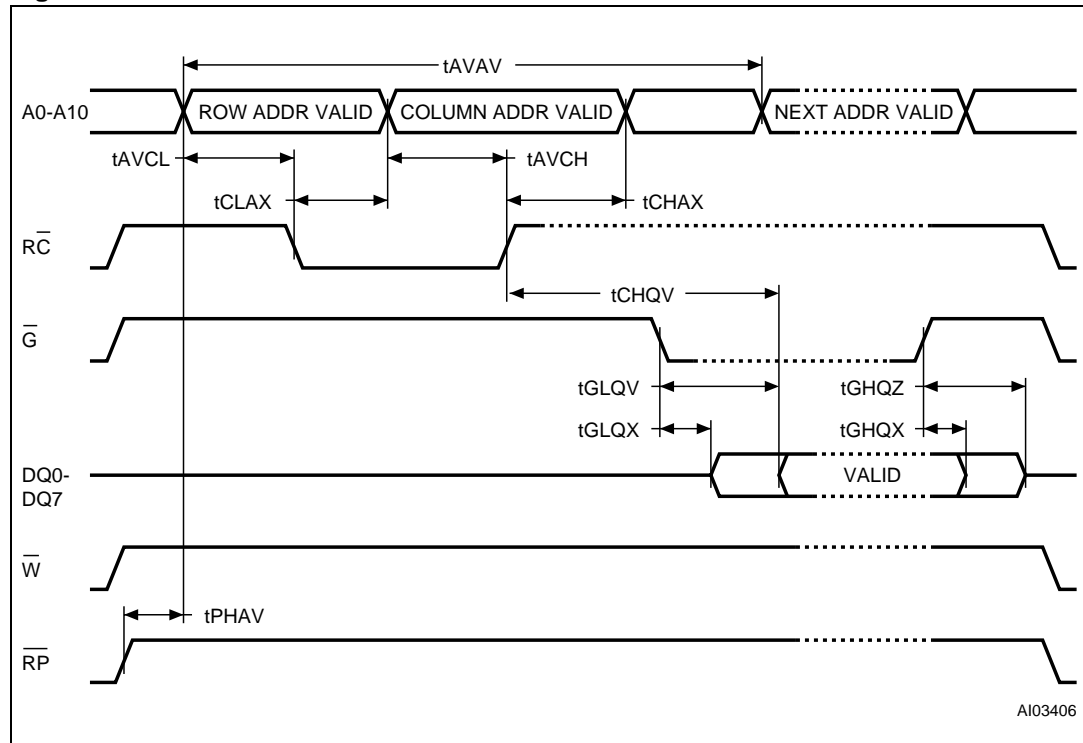 tAVAV
A0-A10 ROW ADDR VALID COLUMN ADDR VALID NEXT ADDR VALID
tAVCL tAVCH
tCLAX tCHAX
RC̅
tCHQV
G̅
tGLQV tGHQZ
tGLQX tGHQX
DQ0-
DQ7
VALID
W̅
tPHAV
R̅P̅
AI03406